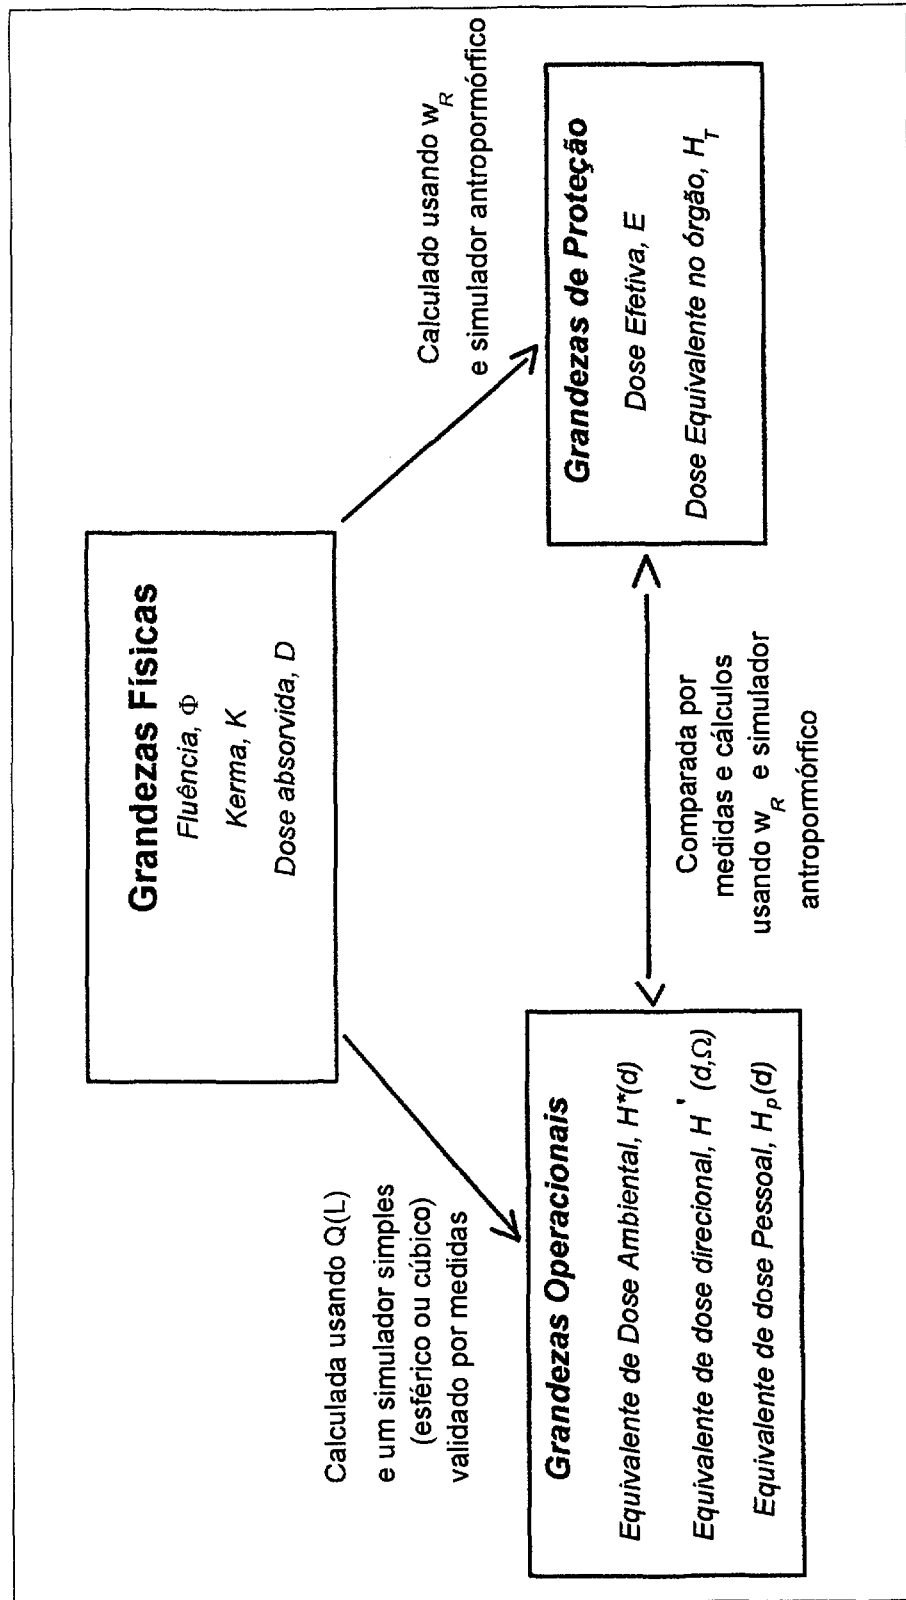 Grandezas Físicas
Fluência, Φ
Kerma, K
Dose absorvida, D
Calculada usando Q(L)
e um simulador simples
(esférico ou cúbico)
validado por medidas
Calculado usando w_R
e simulador antropormórfico
Grandezas Operacionais
Equivalente de Dose Ambiental, H*(d)
Equivalente de dose direcional, H ' (d,Ω)
Equivalente de dose Pessoal, H_p(d)
Comparada por
medidas e cálculos
usando w_R e simulador
antropormórfico
Grandezas de Proteção
Dose Efetiva, E
Dose Equivalente no órgão, H_T